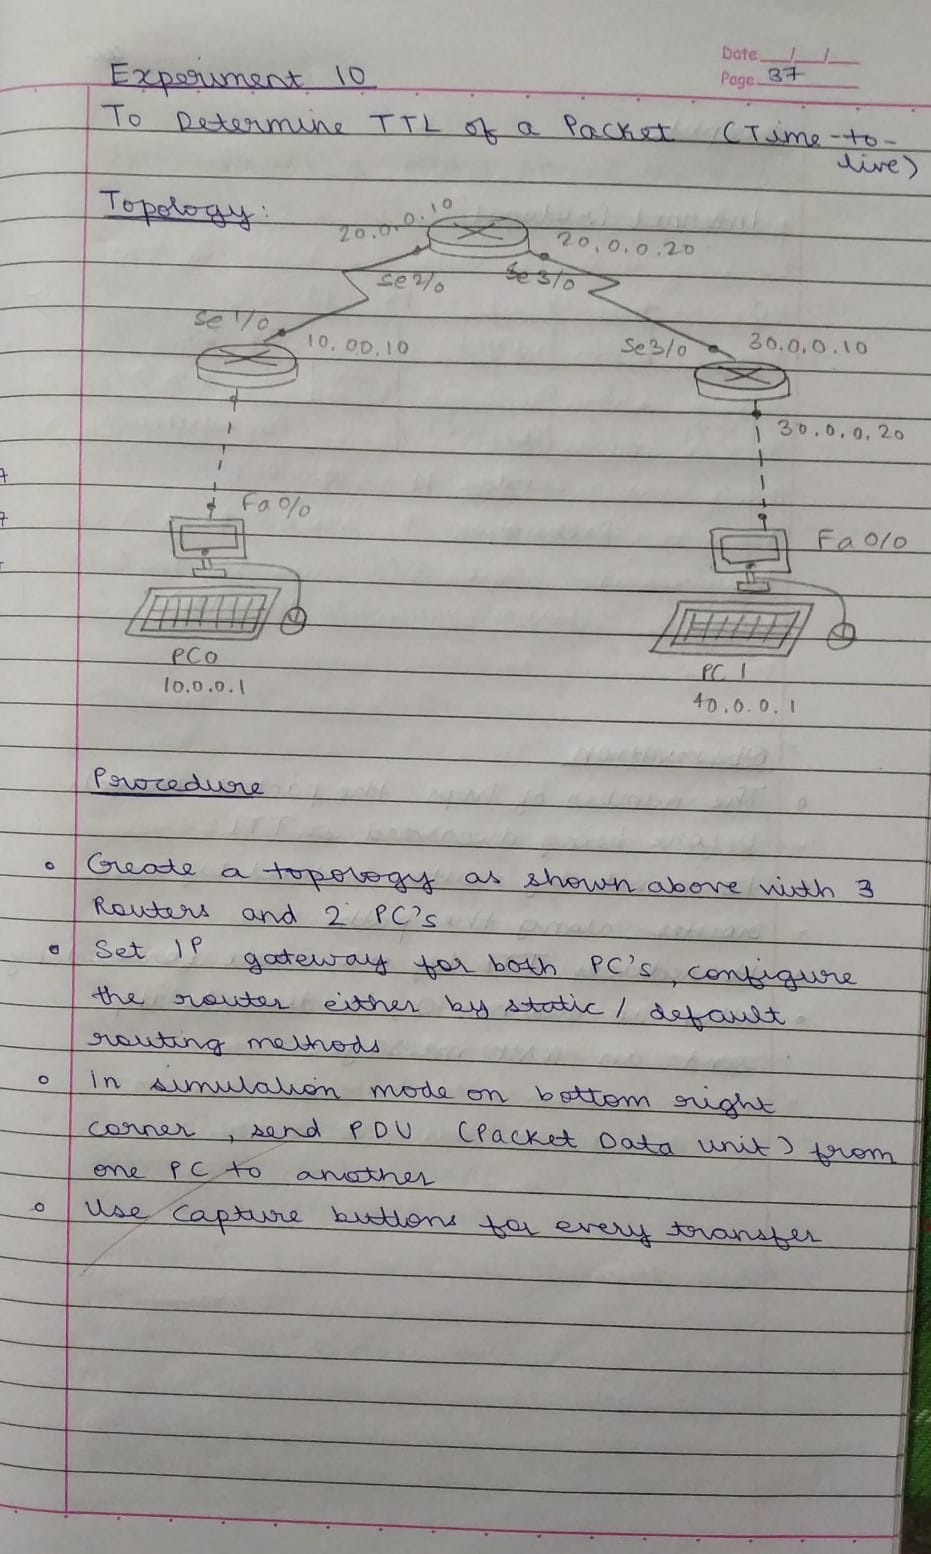 Date __/__/__
Page 37
Experiment 10
To Determine TTL of a Packet (Time-to-
live)
Topology:
20.0.0.10
20.0.0.20
Se2/0
Se3/0
Se1/0
10.00.10
Se3/0
30.0.0.10
30.0.0.20
Fa0/0
Fa0/0
PC0
10.0.0.1
PC1
40.0.0.1
Procedure
Create a topology as shown above with 3
Routers and 2 PC's
Set IP gateway for both PC's, configure
the router either by static / default
routing methods
In simulation mode on bottom right
corner, send PDU (Packet Data unit) from
one PC to another
Use capture buttons for every transfer